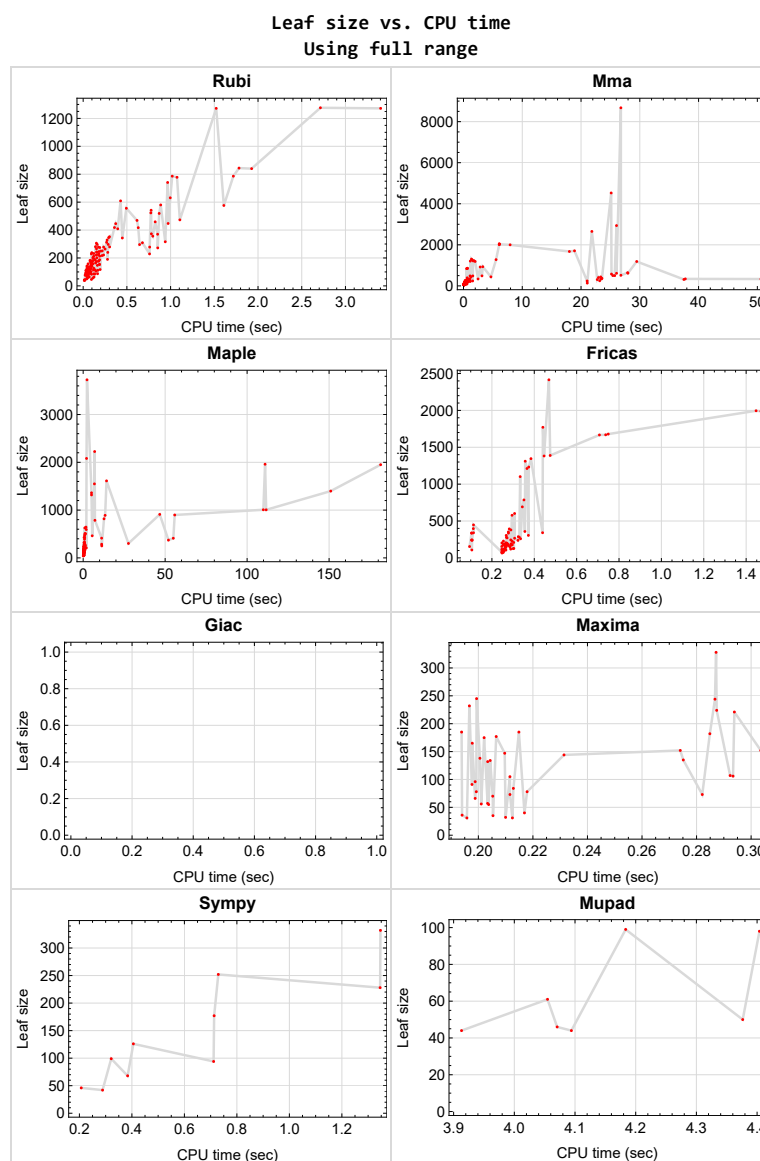 Leaf size vs. CPU time
Using full range
Rubi
Leaf size
1200
1000
800
600
400
200
0
0.0 0.5 1.0 1.5 2.0 2.5 3.0
CPU time (sec)
Mma
Leaf size
8000
6000
4000
2000
0
0 10 20 30 40 50
CPU time (sec)
Maple
Leaf size
3000
2000
1000
0
0 50 100 150
CPU time (sec)
Fricas
Leaf size
2500
2000
1500
1000
500
0
0.2 0.4 0.6 0.8 1.0 1.2 1.4
CPU time (sec)
Giac
Leaf size
1.0
0.8
0.6
0.4
0.2
0.0
0.0 0.2 0.4 0.6 0.8 1.0
CPU time (sec)
Maxima
Leaf size
300
250
200
150
100
50
0
0.20 0.22 0.24 0.26 0.28 0.30
CPU time (sec)
Sympy
Leaf size
300
250
200
150
100
50
0
0.2 0.4 0.6 0.8 1.0 1.2
CPU time (sec)
Mupad
Leaf size
100
80
60
40
20
0
3.9 4.0 4.1 4.2 4.3
CPU time (sec)